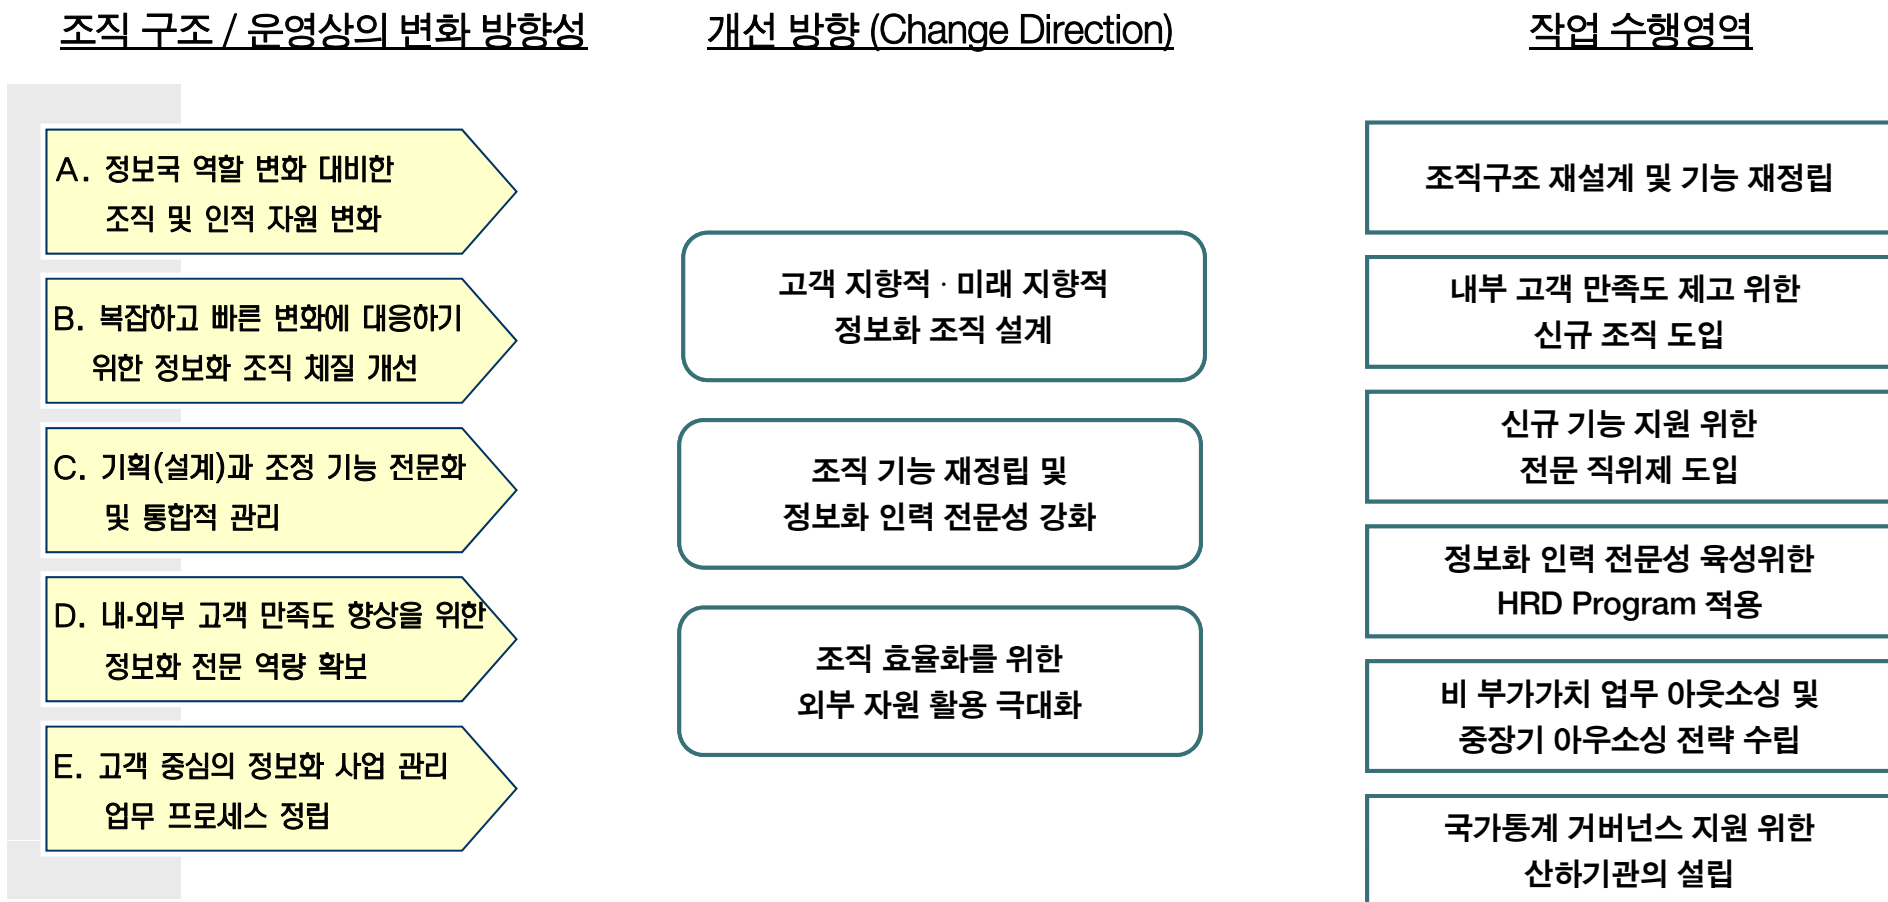 조직 구조 / 운영상의 변화 방향성
A. 정보국 역할 변화 대비한
조직 및 인적 자원 변화
B. 복잡하고 빠른 변화에 대응하기
위한 정보화 조직 체질 개선
C. 기획(설계)과 조정 기능 전문화
및 통합적 관리
D. 내·외부 고객 만족도 향상을 위한
정보화 전문 역량 확보
E. 고객 중심의 정보화 사업 관리
업무 프로세스 정립
개선 방향 (Change Direction)
고객 지향적 · 미래 지향적
정보화 조직 설계
조직 기능 재정립 및
정보화 인력 전문성 강화
조직 효율화를 위한
외부 자원 활용 극대화
작업 수행영역
조직구조 재설계 및 기능 재정립
내부 고객 만족도 제고 위한
신규 조직 도입
신규 기능 지원 위한
전문 직위제 도입
정보화 인력 전문성 육성위한
HRD Program 적용
비 부가가치 업무 아웃소싱 및
중장기 아우소싱 전략 수립
국가통계 거버넌스 지원 위한
산하기관의 설립